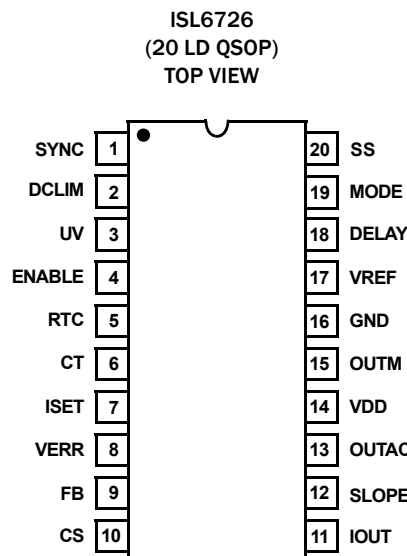 ISL6726
(20 LD QSOP)
TOP VIEW
SYNC 1 20 SS
DCLIM 2 19 MODE
UV 3 18 DELAY
ENABLE 4 17 VREF
RTC 5 16 GND
CT 6 15 OUTM
ISET 7 14 VDD
VERR 8 13 OUTAC
FB 9 12 SLOPE
CS 10 11 IOUT